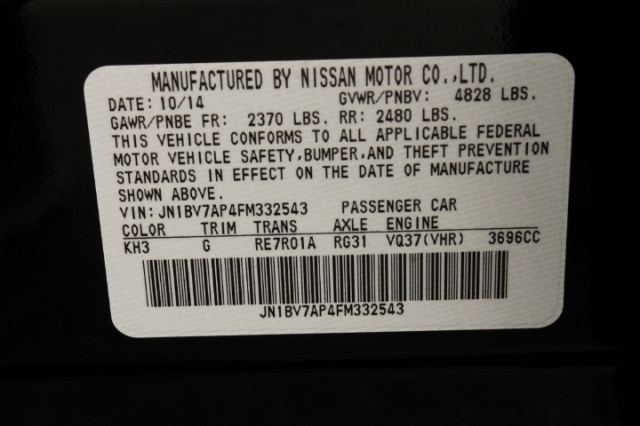 MANUFACTURED BY NISSAN MOTOR CO.,LTD.
DATE: 10/14 GVWR/PNBV: 4828 LBS.
GAWR/PNBE FR: 2370 LBS. RR: 2480 LBS.
THIS VEHICLE CONFORMS TO ALL APPLICABLE FEDERAL
MOTOR VEHICLE SAFETY,BUMPER,AND THEFT PREVENTION
STANDARDS IN EFFECT ON THE DATE OF MANUFACTURE
SHOWN ABOVE.
VIN:JN1BV7AP4FM332543 PASSENGER CAR
COLOR TRIM TRANS AXLE ENGINE
KH3 G RE7R01A RG31 VQ37(VHR) 3696CC
JN1BV7AP4FM332543